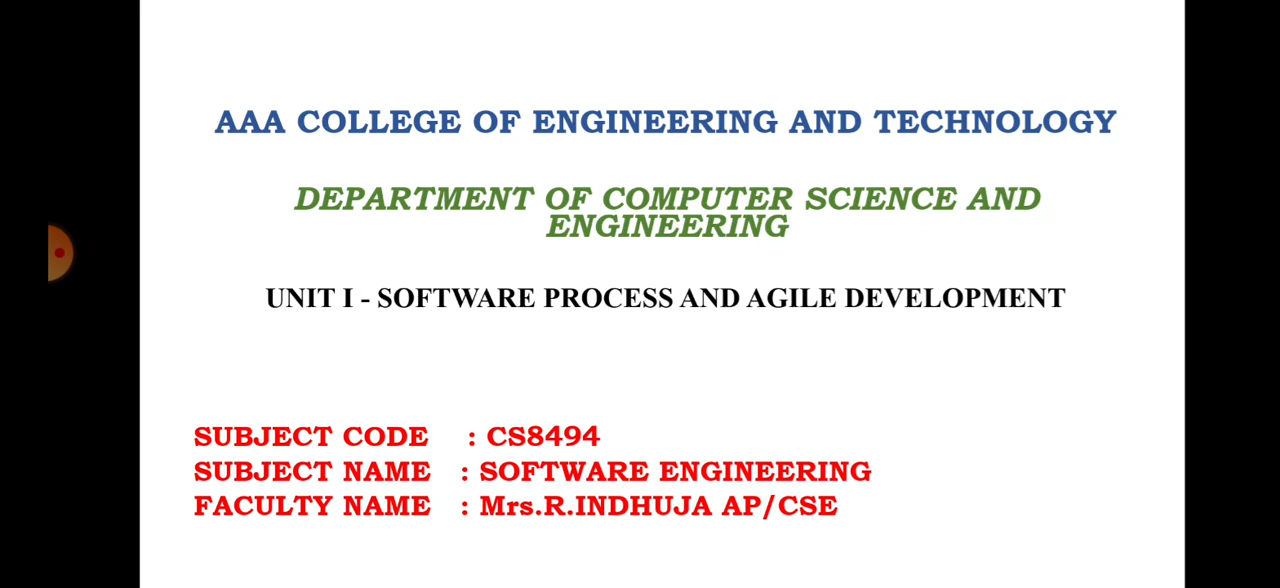 AAA COLLEGE OF ENGINEERING AND TECHNOLOGY
DEPARTMENT OF COMPUTER SCIENCE AND
ENGINEERING
UNIT I - SOFTWARE PROCESS AND AGILE DEVELOPMENT
SUBJECT CODE : CS8494
SUBJECT NAME : SOFTWARE ENGINEERING
FACULTY NAME : Mrs.R.INDHUJA AP/CSE